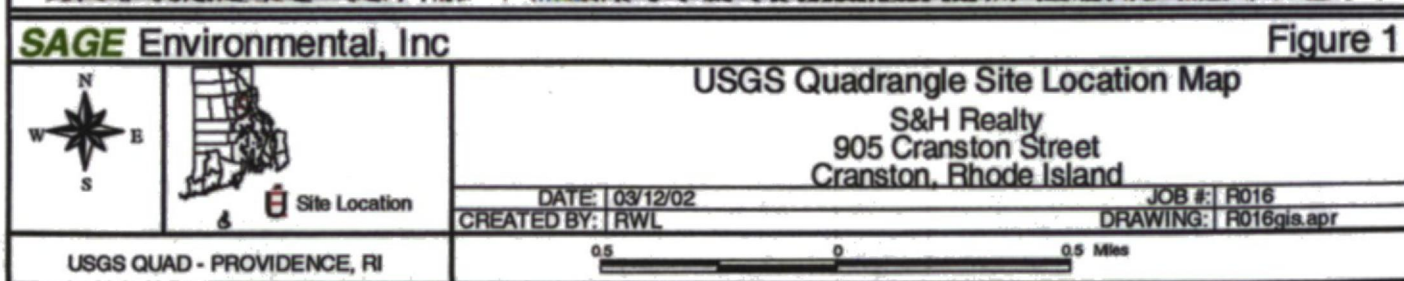 SAGE Environmental, Inc
Figure 1
N
W E
S
Site Location
USGS QUAD - PROVIDENCE, RI
USGS Quadrangle Site Location Map
S&H Realty
905 Cranston Street
Cranston, Rhode Island
DATE: 03/12/02 JOB #: R016
CREATED BY: RWL DRAWING: R016gis.apr
0.5 0 0.5 Miles